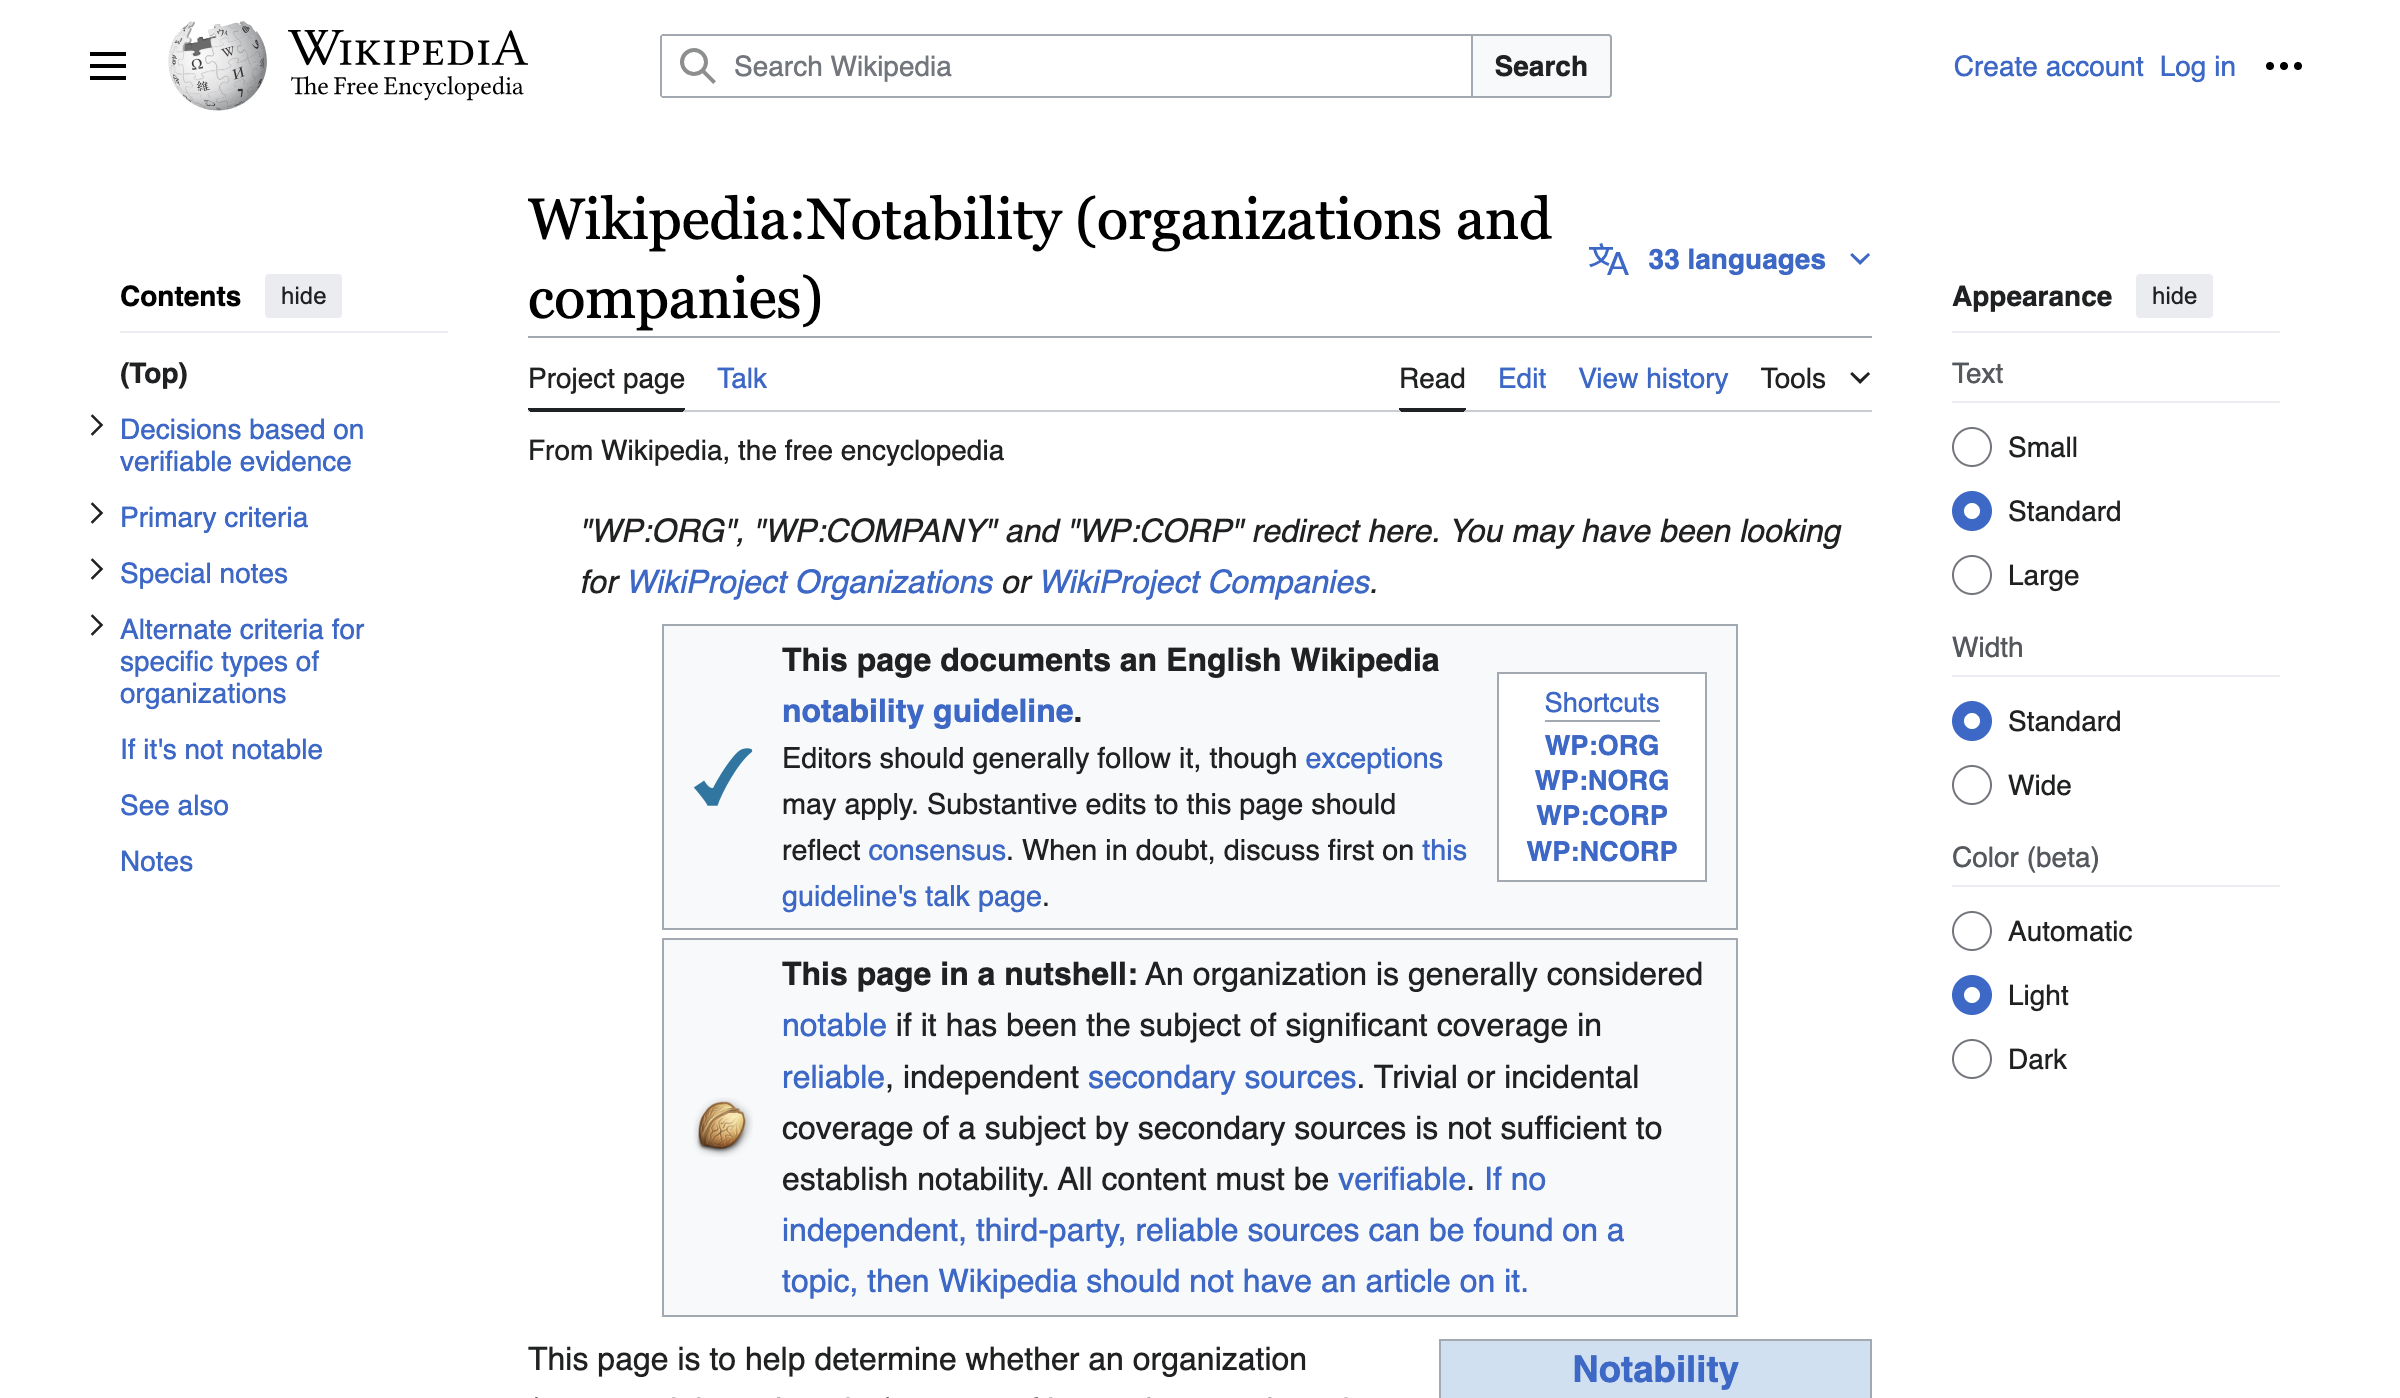 WIKIPEDIA
The Free Encyclopedia
Search Wikipedia
Search
Create account Log in
Wikipedia:Notability (organizations and
companies)
33 languages
Contents hide
(Top)
Decisions based on
verifiable evidence
Primary criteria
Special notes
Alternate criteria for
specific types of
organizations
If it's not notable
See also
Notes
Project page Talk
Read Edit View history Tools
From Wikipedia, the free encyclopedia
"WP:ORG", "WP:COMPANY" and "WP:CORP" redirect here. You may have been looking
for WikiProject Organizations or WikiProject Companies.
This page documents an English Wikipedia
notability guideline.
Editors should generally follow it, though exceptions
may apply. Substantive edits to this page should
reflect consensus. When in doubt, discuss first on this
guideline's talk page.
Shortcuts
WP:ORG
WP:NORG
WP:CORP
WP:NCORP
This page in a nutshell: An organization is generally considered
notable if it has been the subject of significant coverage in
reliable, independent secondary sources. Trivial or incidental
coverage of a subject by secondary sources is not sufficient to
establish notability. All content must be verifiable. If no
independent, third-party, reliable sources can be found on a
topic, then Wikipedia should not have an article on it.
This page is to help determine whether an organization
Notability
Appearance hide
Text
Small
Standard
Large
Width
Standard
Wide
Color (beta)
Automatic
Light
Dark